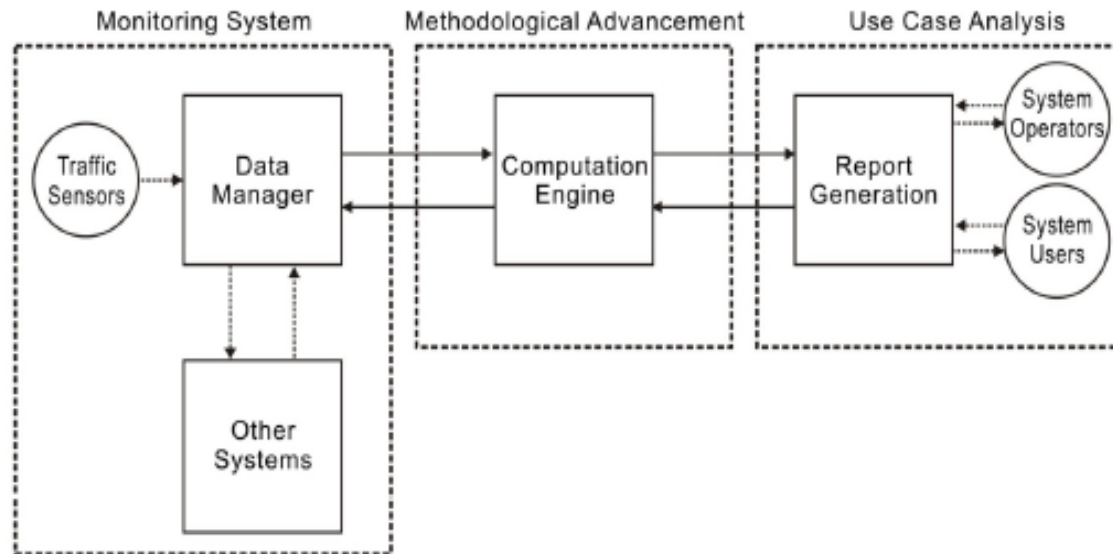 Monitoring System
Methodological Advancement
Use Case Analysis
Traffic
Sensors
Data
Manager
Computation
Engine
Report
Generation
System
Operators
System
Users
Other
Systems